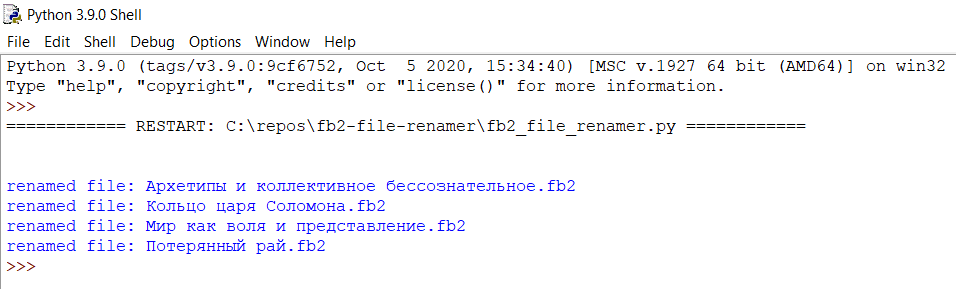 Python 3.9.0 Shell
File Edit Shell Debug Options Window Help
Python 3.9.0 (tags/v3.9.0:9cf6752, Oct  5 2020, 15:34:40) [MSC v.1927 64 bit (AMD64)] on win32
Type "help", "copyright", "credits" or "license()" for more information.
>>>
============ RESTART: C:\repos\fb2-file-renamer\fb2_file_renamer.py ============
renamed file: Архетипы и коллективное бессознательное.fb2
renamed file: Кольцо царя Соломона.fb2
renamed file: Мир как воля и представление.fb2
renamed file: Потерянный рай.fb2
>>>